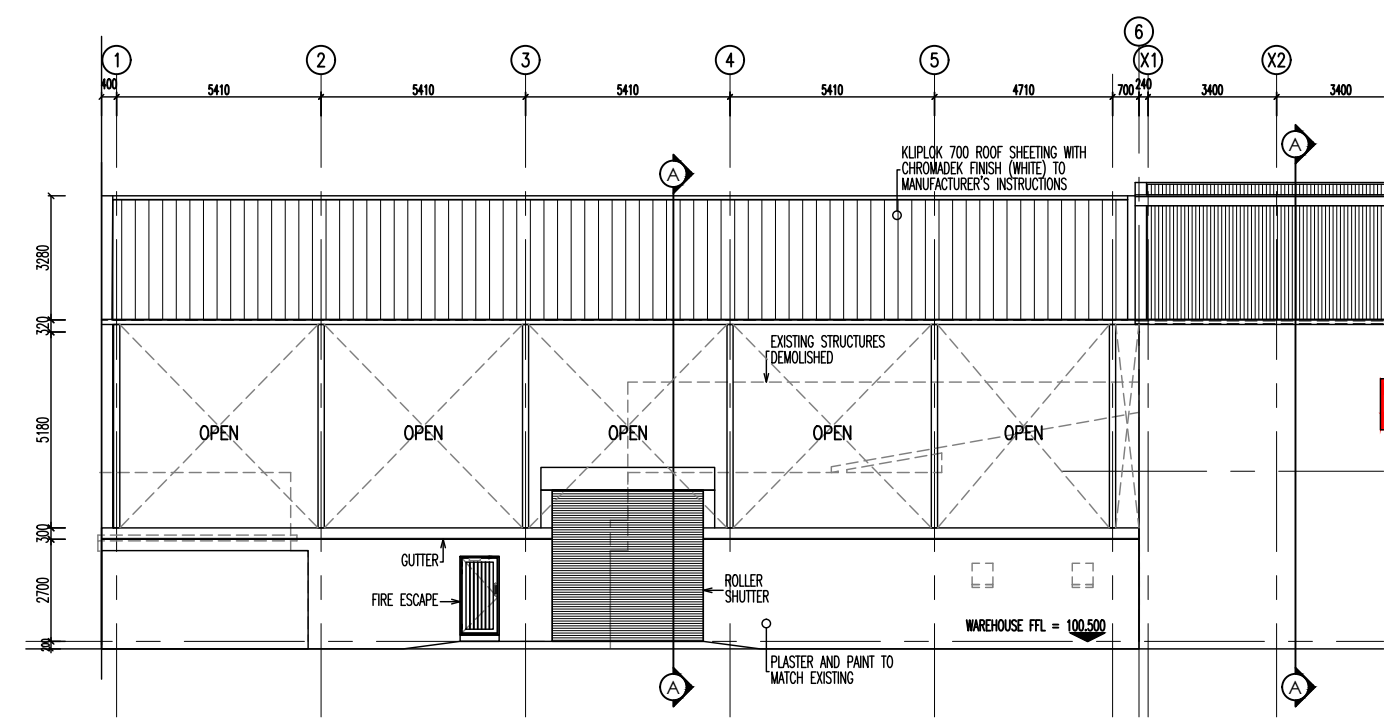 6
1
2
3
4
5
X1
X2
400
5410
5410
5410
5410
4710
700
240
3400
3400
KLIPLOK 700 ROOF SHEETING WITH
CHROMADEK FINISH (WHITE) TO
MANUFACTURER'S INSTRUCTIONS
A
A
3280
320
5180
300
2700
200
EXISTING STRUCTURES
DEMOLISHED
OPEN
OPEN
OPEN
OPEN
OPEN
GUTTER
FIRE ESCAPE
ROLLER
SHUTTER
WAREHOUSE FFL = 100.500
PLASTER AND PAINT TO
MATCH EXISTING
A
A